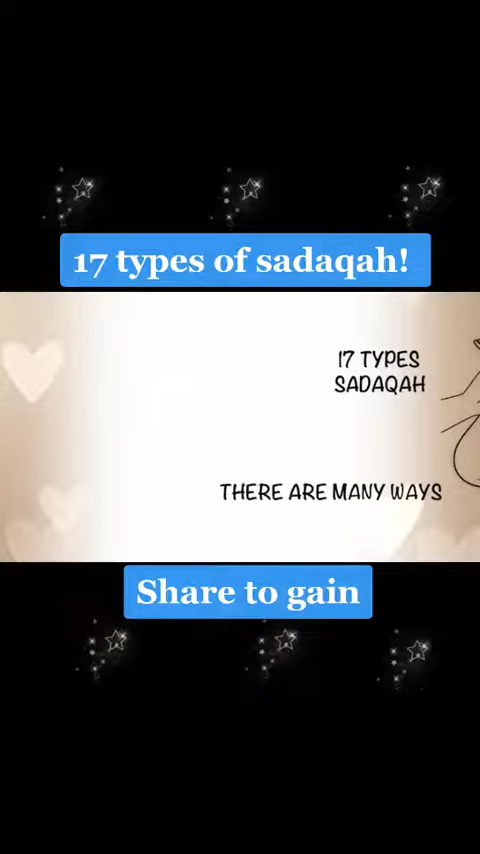 17 types of sadaqah!
17 TYPES
SADAQAH
THERE ARE MANY WAYS
Share to gain